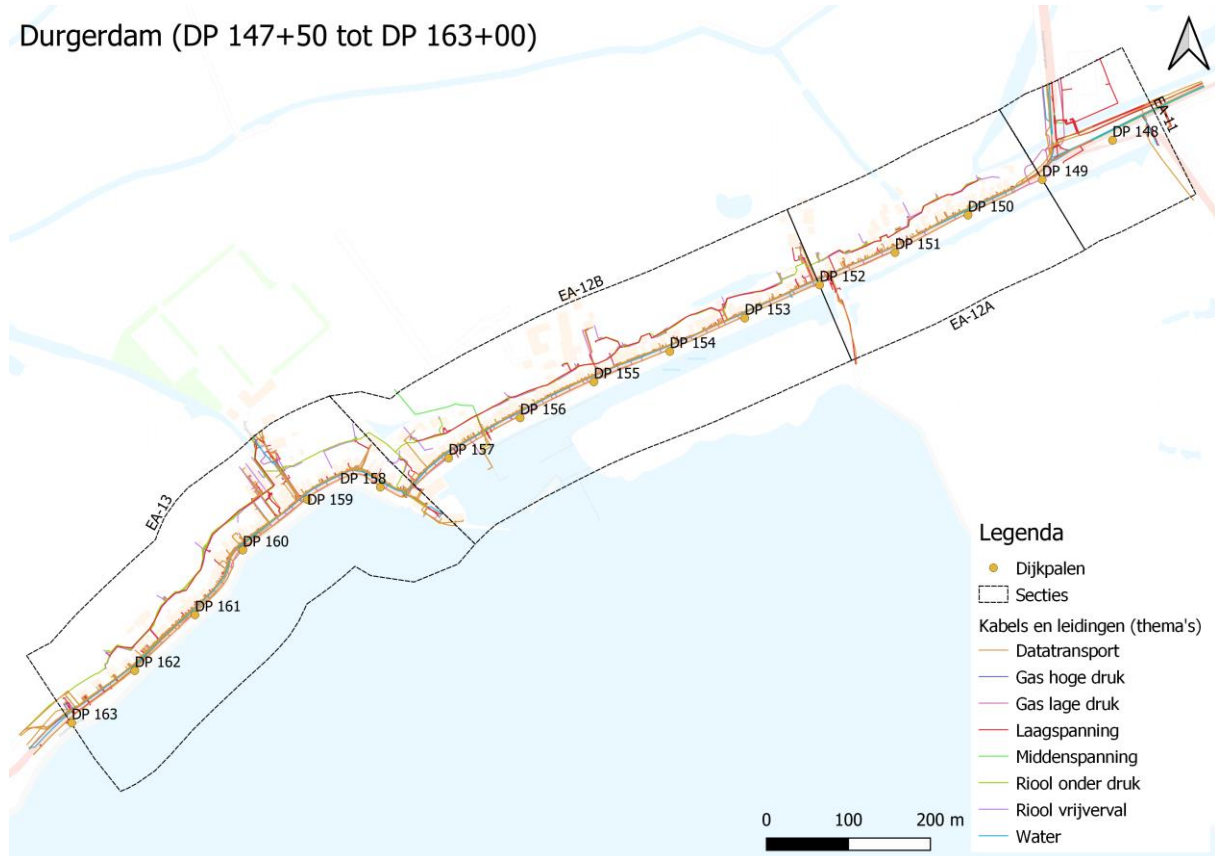 Durgerdam (DP 147+50 tot DP 163+00)
EA-11
DP 148
DP 149
DP 150
DP 151
DP 152
EA-12A
EA-12B
DP 153
DP 154
DP 155
DP 156
DP 157
DP 158
DP 159
EA-13
DP 160
DP 161
DP 162
DP 163
Legenda
Dijkpalen
Secties
Kabels en leidingen (thema's)
Datatransport
Gas hoge druk
Gas lage druk
Laagspanning
Middenspanning
Riool onder druk
Riool vrijverval
Water
0 100 200 m